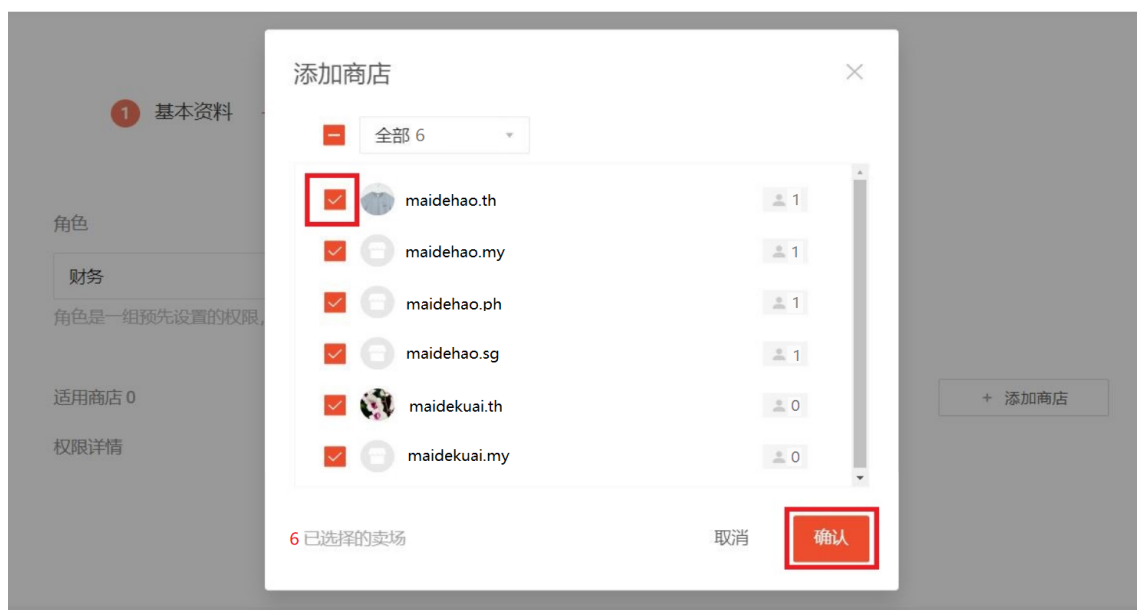 添加商店
1 基本资料
全部 6
maidehao.th 1
maidehao.my 1
maidehao.ph 1
maidehao.sg 1
maidekuai.th 0
maidekuai.my 0
6 已选择的卖场
取消 确认
角色
财务
角色是一组预先设置的权限,
适用商店 0
+ 添加商店
权限详情